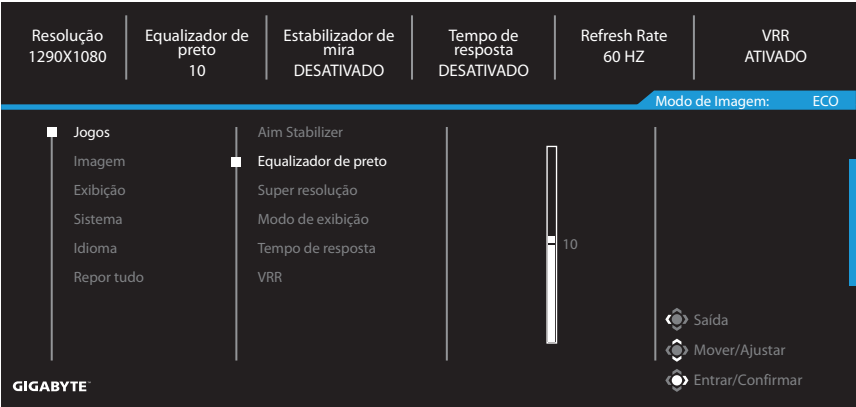 Resolução
1290X1080
Equalizador de
preto
10
Estabilizador de
mira
DESATIVADO
Tempo de
resposta
DESATIVADO
Refresh Rate
60 HZ
VRR
ATIVADO
Modo de Imagem: ECO
Jogos
Imagem
Exibição
Sistema
Idioma
Repor tudo
Aim Stabilizer
Equalizador de preto
Super resolução
Modo de exibição
Tempo de resposta
VRR
10
Saída
Mover/Ajustar
Entrar/Confirmar
GIGABYTE™